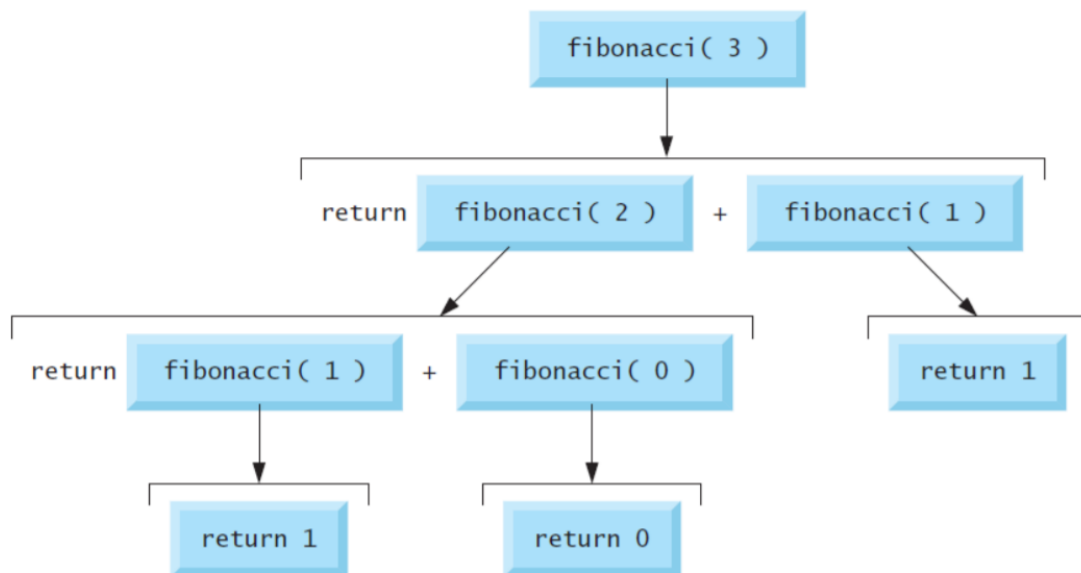 fibonacci( 3 )
return fibonacci( 2 ) + fibonacci( 1 )
return fibonacci( 1 ) + fibonacci( 0 ) return 1
return 1 return 0